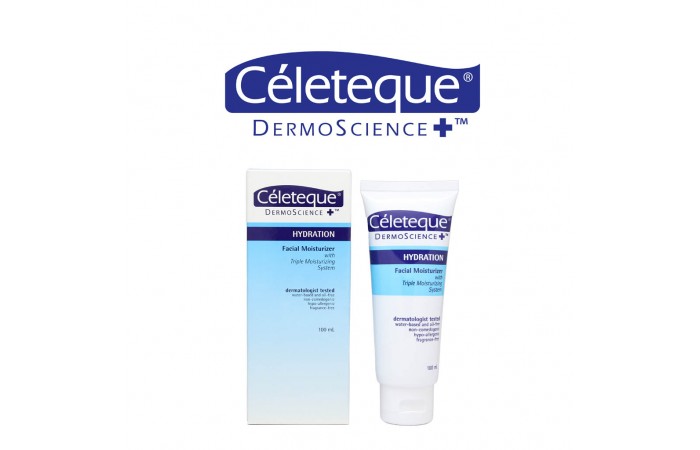 Céleteque®
DERMOSCIENCE✚™
Céleteque®
DERMOSCIENCE✚™
HYDRATION
Facial Moisturizer
with
Triple Moisturizing
System
dermatologist tested
water-based and oil-free
non-comedogenic
hypo-allergenic
fragrance-free
100 mL
Céleteque®
DERMOSCIENCE✚™
HYDRATION
Facial Moisturizer
with
Triple Moisturizing
System
dermatologist tested
water-based and oil-free
non-comedogenic
hypo-allergenic
fragrance-free
100 mL